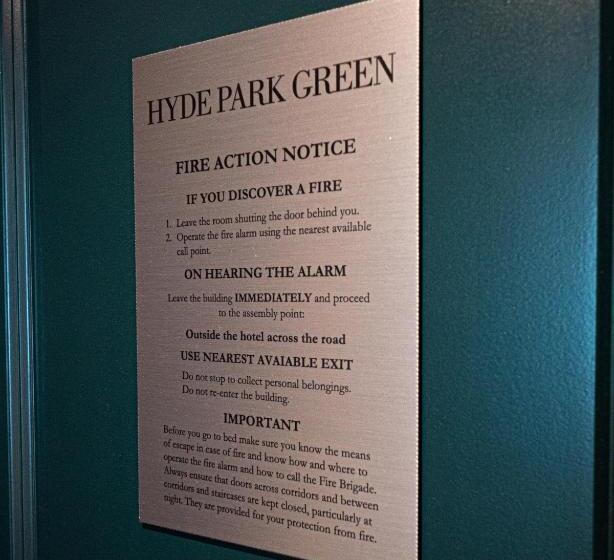 HYDE PARK GREEN
FIRE ACTION NOTICE
IF YOU DISCOVER A FIRE
1. Leave the room shutting the door behind you.
2. Operate the fire alarm using the nearest available
call point.
ON HEARING THE ALARM
Leave the building IMMEDIATELY and proceed
to the assembly point:
Outside the hotel across the road
USE NEAREST AVAIABLE EXIT
Do not stop to collect personal belongings.
Do not re-enter the building.
IMPORTANT
Before you go to bed make sure you know the means
of escape in case of fire and know how and where to
operate the fire alarm and how to call the Fire Brigade.
Always ensure that doors across corridors and between
corridors and staircases are kept closed, particularly at
night. They are provided for your protection from fire.